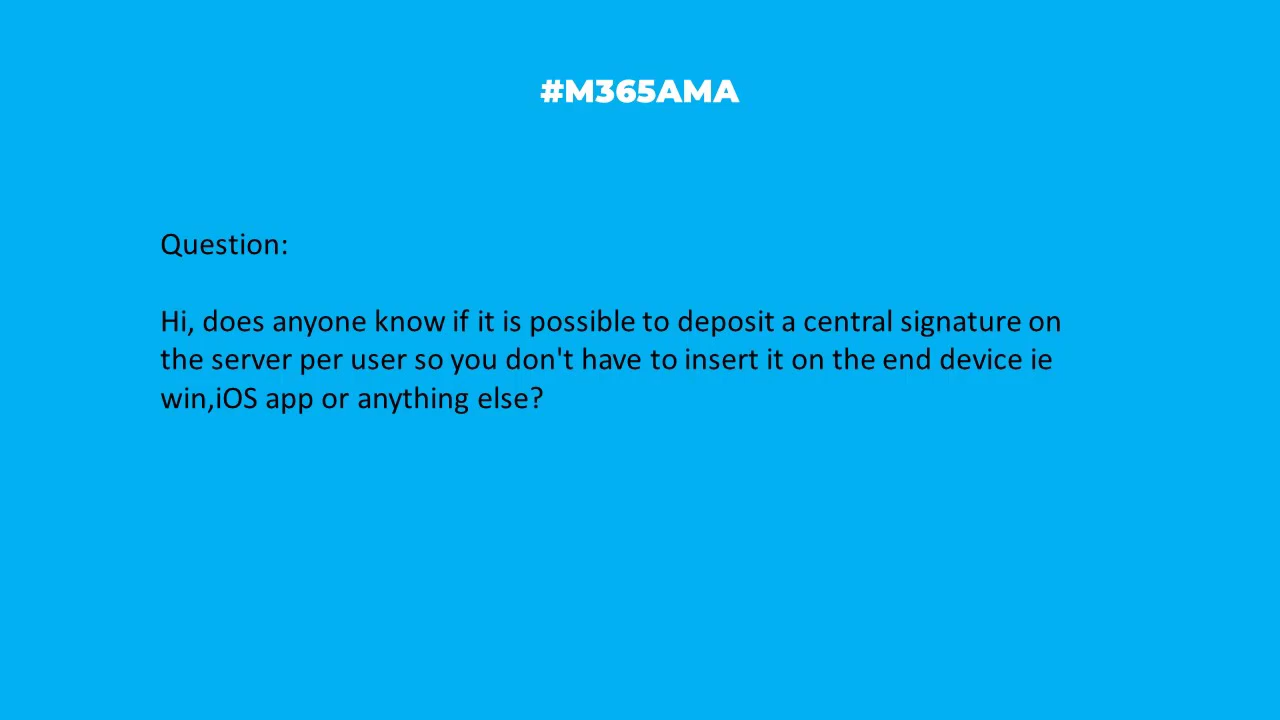 #M365AMA
Question:
Hi, does anyone know if it is possible to deposit a central signature on
the server per user so you don't have to insert it on the end device ie
win,iOS app or anything else?